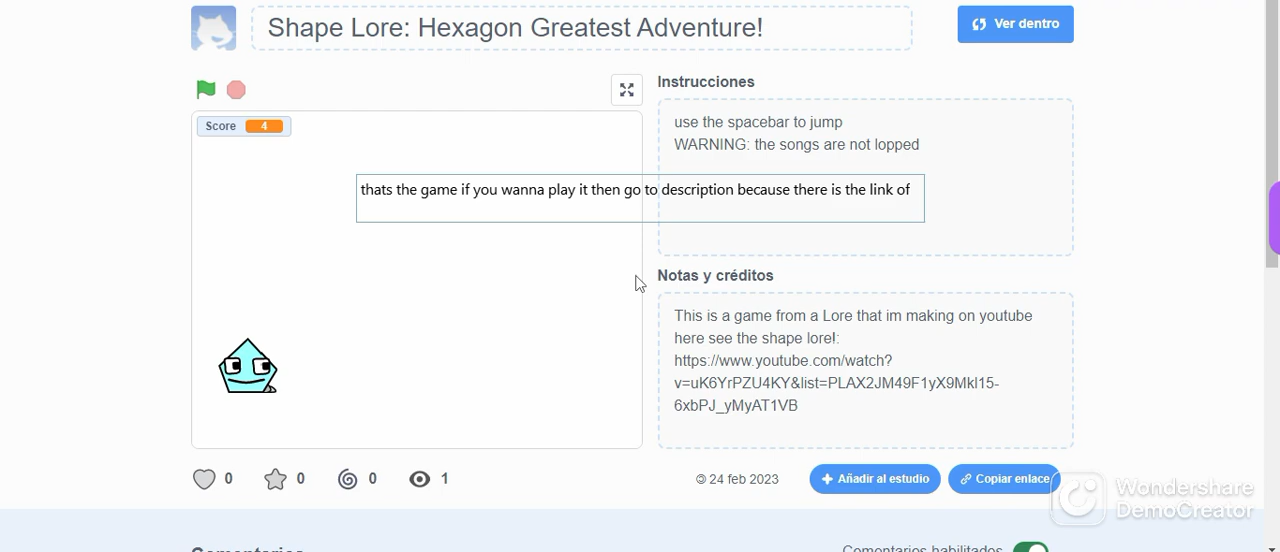 Shape Lore: Hexagon Greatest Adventure!
Ver dentro
Instrucciones
Score 4
use the spacebar to jump
WARNING: the songs are not lopped
thats the game if you wanna play it then go to description because there is the link of
Notas y créditos
This is a game from a Lore that im making on youtube
here see the shape lore!:
https://www.youtube.com/watch?
v=uK6YrPZU4KY&list=PLAX2JM49F1yX9Mkl15-
6xbPJ_yMyAT1VB
0 0 0 1
© 24 feb 2023
Añadir al estudio
Copiar enlace
Wondershare
DemoCreator
Comentarios
Comentarios habilitados